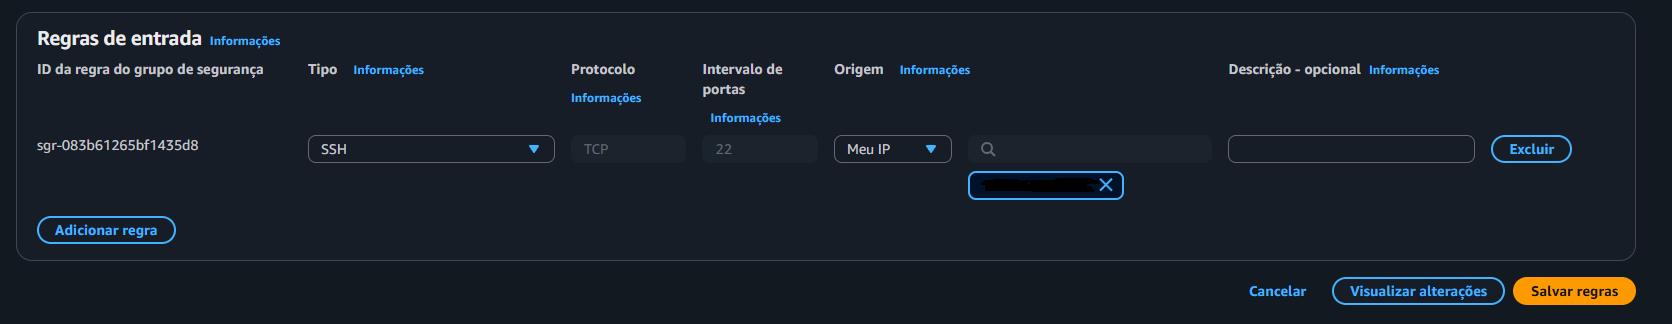 Regras de entrada Informações
ID da regra do grupo de segurança Tipo Informações Protocolo Informações Intervalo de portas Informações Origem Informações Descrição - opcional Informações
sgr-083b61265bf1435d8 SSH TCP 22 Meu IP Excluir
Adicionar regra
Cancelar Visualizar alterações Salvar regras